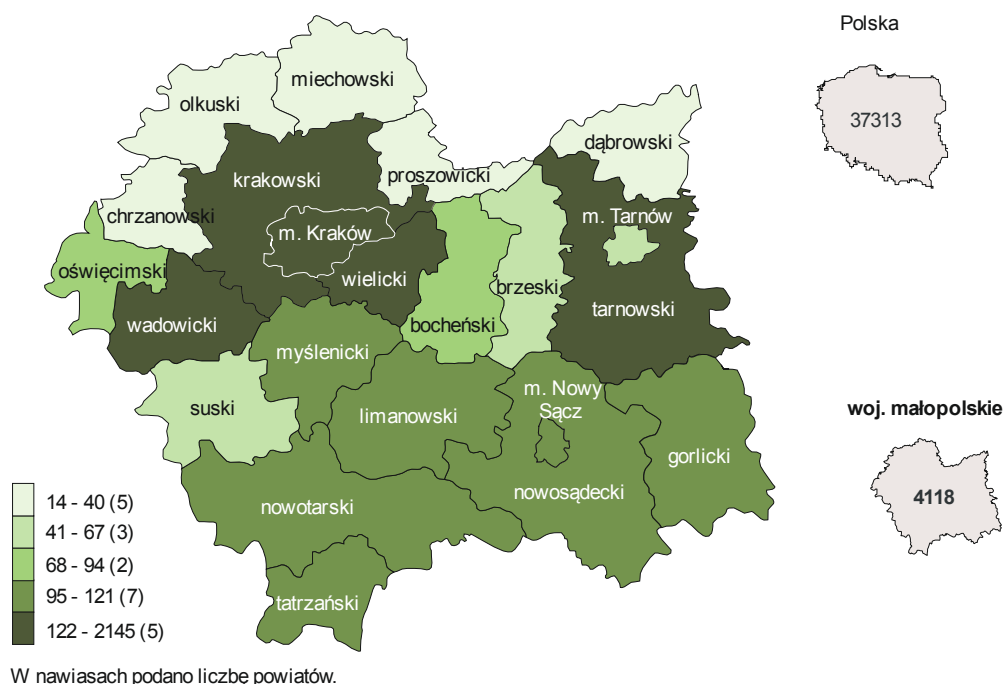 Polska
37313
miechowski
olkuski
dąbrowski
proszowicki
krakowski
chrzanowski
m. Kraków
m. Tarnów
oświęcimski
wielicki
brzeski
tarnowski
wadowicki
bocheński
myślenicki
m. Nowy
Sącz
suski
limanowski
woj. małopolskie
4118
gorlicki
nowosądecki
nowotarski
tatrzański
14 - 40 (5)
41 - 67 (3)
68 - 94 (2)
95 - 121 (7)
122 - 2145 (5)
W nawiasach podano liczbę powiatów.